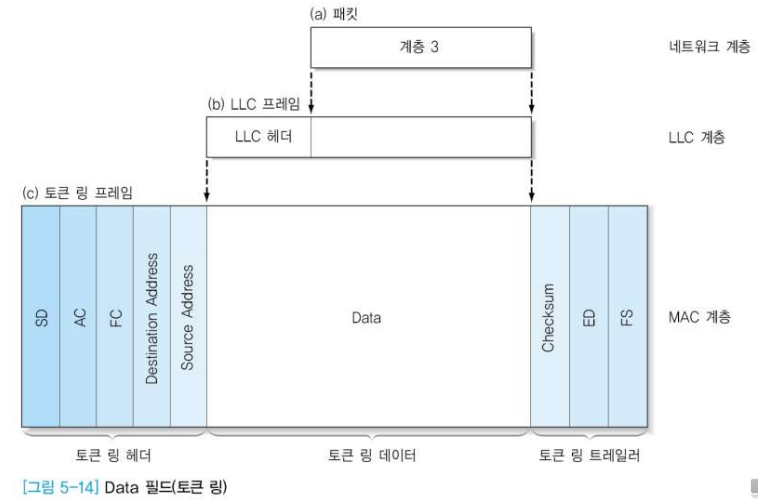 (a) 패킷
계층 3
네트워크 계층
(b) LLC 프레임
LLC 헤더
LLC 계층
(c) 토큰 링 프레임
SD
AC
FC
Destination Address
Source Address
Data
Checksum
ED
FS
MAC 계층
토큰 링 헤더
토큰 링 데이터
토큰 링 트레일러
[그림 5-14] Data 필드(토큰 링)